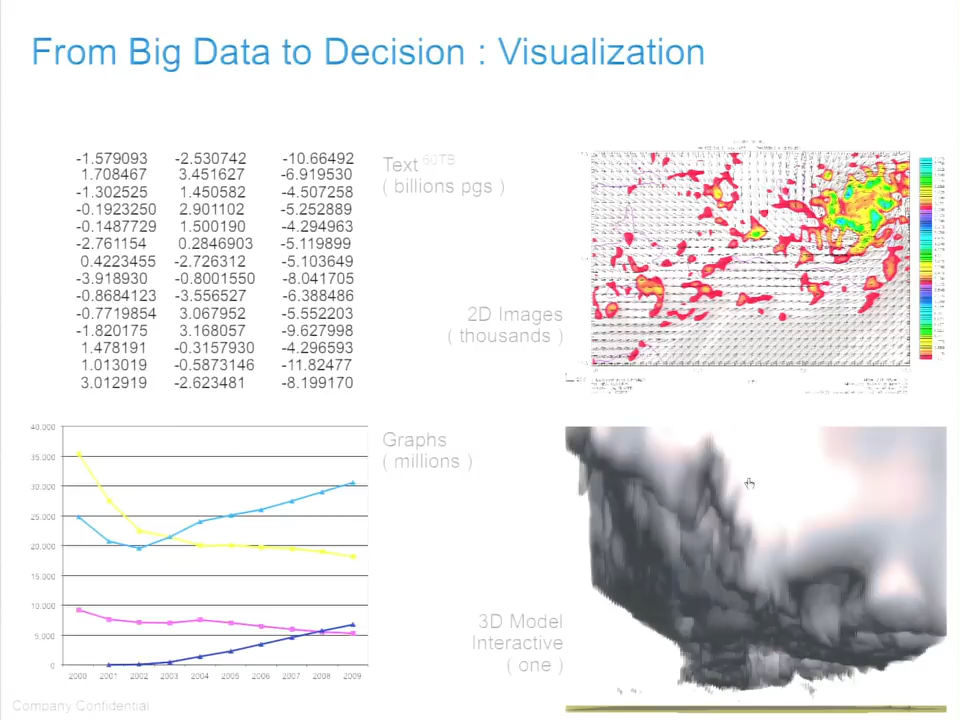 From Big Data to Decision : Visualization
-1.579093 -2.530742 -10.66492
1.708467 3.451627 -6.919530
-1.302525 1.450582 -4.507258
-0.1923250 2.901102 -5.252889
-0.1487729 1.500190 -4.294963
-2.761154 0.2846903 -5.119899
0.4223455 -2.726312 -5.103649
-3.918930 -0.8001550 -8.041705
-0.8684123 -3.556527 -6.388486
-0.7719854 3.067952 -5.552203
-1.820175 3.168057 -9.627998
1.478191 -0.3157930 -4.296593
1.013019 -0.5873146 -11.82477
3.012919 -2.623481 -8.199170
Text 60TB
( billions pgs )
2D Images
( thousands )
40.000
35.000
30.000
25.000
20.000
15.000
10.000
5.000
0
2000 2001 2002 2003 2004 2005 2006 2007 2008 2009
Graphs
( millions )
3D Model
Interactive
( one )
Company Confidential